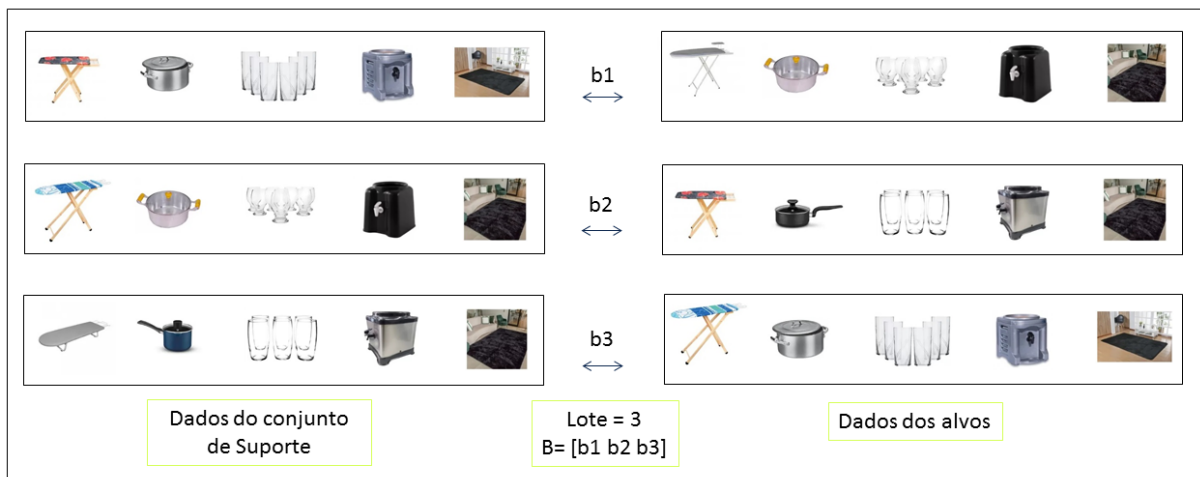 b1
b2
b3
Dados do conjunto
de Suporte
Lote = 3
B= [b1 b2 b3]
Dados dos alvos